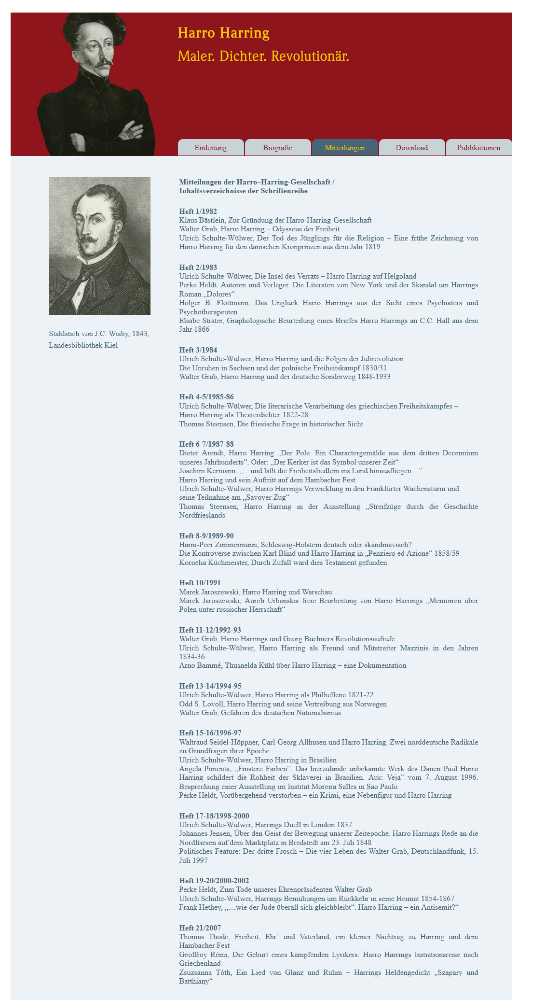 Harro Harring
Maler. Dichter. Revolutionär.
Einleitung
Biografie
Mitteilungen
Download
Publikationen
Stahlstich von J.C. Wisby, 1843,
Landesbibliothek Kiel
Mitteilungen der Harro–Harring-Gesellschaft /
Inhaltsverzeichnisse der Schriftenreihe
Heft 1/1982
Klaus Bästlein, Zur Gründung der Harro-Harring-Gesellschaft
Walter Grab, Harro Harring – Odysseus der Freiheit
Ulrich Schulte-Wülwer, Der Tod des Jünglings für die Religion – Eine frühe Zeichnung von
Harro Harring für den dänischen Kronprinzen aus dem Jahr 1819
Heft 2/1983
Ulrich Schulte-Wülwer, Die Insel des Verrats – Harro Harring auf Helgoland
Perke Heldt, Autoren und Verleger. Die Literaten von New York und der Skandal um Harrings
Roman „Dolores“
Holger B. Flöttmann, Das Unglück Harro Harrings aus der Sicht eines Psychiaters und
Psychotherapeuten
Elsabe Sträter, Graphologische Beurteilung eines Briefes Harro Harrings an C.C. Hall aus dem
Jahr 1866
Heft 3/1984
Ulrich Schulte-Wülwer, Harro Harring und die Folgen der Julirevolution –
Die Unruhen in Sachsen und der polnische Freiheitskampf 1830/31
Walter Grab, Harro Harring und der deutsche Sonderweg 1848-1933
Heft 4-5/1985-86
Ulrich Schulte-Wülwer, Die literarische Verarbeitung des griechischen Freiheitskampfes –
Harro Harring als Theaterdichter 1822-28
Thomas Steensen, Die friesische Frage in historischer Sicht
Heft 6-7/1987-88
Dieter Arendt, Harro Harring „Der Pole. Ein Charactergemälde aus dem dritten Decennium
unseres Jahrhunderts“. Oder: „Der Kerker ist das Symbol unserer Zeit“
Joachim Kermann, „…und läßt die Freiheitsliedlein ins Land hinausfliegen…“
Harro Harring und sein Auftritt auf dem Hambacher Fest
Ulrich Schulte-Wülwer, Harro Harrings Verwicklung in den Frankfurter Wachensturm und
seine Teilnahme am „Savoyer Zug“
Thomas Steensen, Harro Harring in der Ausstellung „Streifzüge durch die Geschichte
Nordfrieslands
Heft 8-9/1989-90
Harm-Peer Zimmermann, Schleswig-Holstein deutsch oder skandinavisch?
Die Kontroverse zwischen Karl Blind und Harro Harring in „Penziero ed Azione“ 1858/59
Kornelia Küchmeister, Durch Zufall ward dies Testament gefunden
Heft 10/1991
Marek Jaroszewski, Harro Harring und Warschau
Marek Jaroszewski, Aureli Urbanskis freie Bearbeitung von Harro Harrings „Memoiren über
Polen unter russischer Herrschaft“
Heft 11-12/1992-93
Walter Grab, Harro Harrings und Georg Büchners Revolutionsaufrufe
Ulrich Schulte-Wülwer, Harro Harring als Freund und Mitstreiter Mazzinis in den Jahren
1834-36
Arno Bammé, Thusnelda Kühl über Harro Harring – eine Dokumentation
Heft 13-14/1994-95
Ulrich Schulte-Wülwer, Harro Harring als Philhellene 1821-22
Odd S. Lovoll, Harro Harring und seine Vertreibung aus Norwegen
Walter Grab, Gefahren des deutschen Nationalismus
Heft 15-16/1996-97
Waltraud Seidel-Höppner, Carl-Georg Allhusen und Harro Harring. Zwei norddeutsche Radikale
zu Grundfragen ihrer Epoche
Ulrich Schulte-Wülwer, Harro Harring in Brasilien
Angela Pimenta, „Finstere Farben“. Das hierzulande unbekannte Werk des Dänen Paul Harro
Harring schildert die Rohheit der Sklaverei in Brasilien. Aus: Veja“ vom 7. August 1996.
Besprechung einer Ausstellung im Institut Moreira Salles in Sao Paulo
Perke Heldt, Vorübergehend verstorben – ein Krimi, eine Nebenfigur und Harro Harring
Heft 17-18/1998-2000
Ulrich Schulte-Wülwer, Harrings Duell in London 1837
Johannes Jensen, Über den Geist der Bewegung unserer Zeitepoche. Harro Harrings Rede an die
Nordfriesen auf dem Marktplatz in Bredstedt am 23. Juli 1848
Politisches Feature: Der dritte Frosch – Die vier Leben des Walter Grab, Deutschlandfunk, 15.
Juli 1997
Heft 19-20/2000-2002
Perke Heldt, Zum Tode unseres Ehrenpräsidenten Walter Grab
Ulrich Schulte-Wülwer, Harrings Bemühungen um Rückkehr in seine Heimat 1854-1867
Frank Hethey, „…wie der Jude überall sich gleichbleibt“. Harro Harring – ein Antisemit?“
Heft 21/2007
Thomas Thode, Freiheit, Ehr‘ und Vaterland, ein kleiner Nachtrag zu Harring und dem
Hambacher Fest
Geoffroy Rémi, Die Geburt eines kämpfenden Lyrikers: Harro Harrings Initiationsreise nach
Griechenland
Zsuzsanna Tóth, Ein Lied von Glanz und Ruhm – Harrings Heldengedicht „Szapary und
Batthiany“